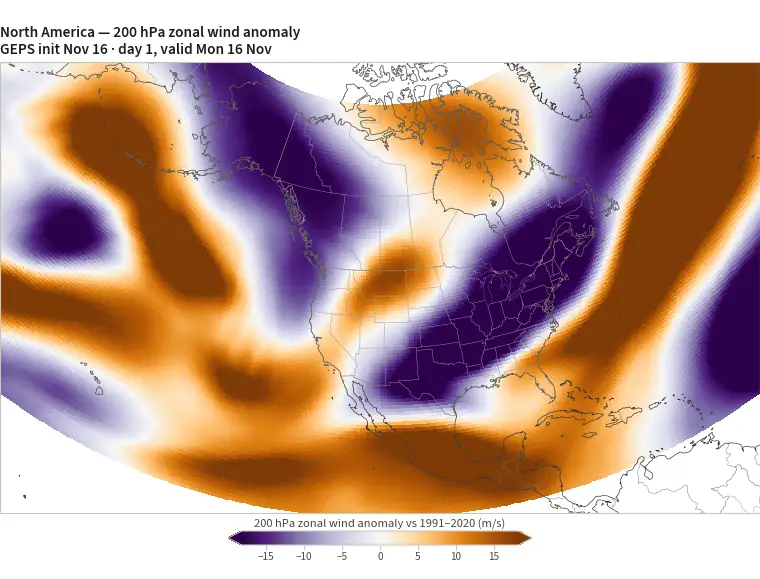 North America — 200 hPa zonal wind anomaly
GEPS init Nov 16 · day 1, valid Mon 16 Nov
200 hPa zonal wind anomaly vs 1991–2020 (m/s)
−15 −10 −5 0 5 10 15